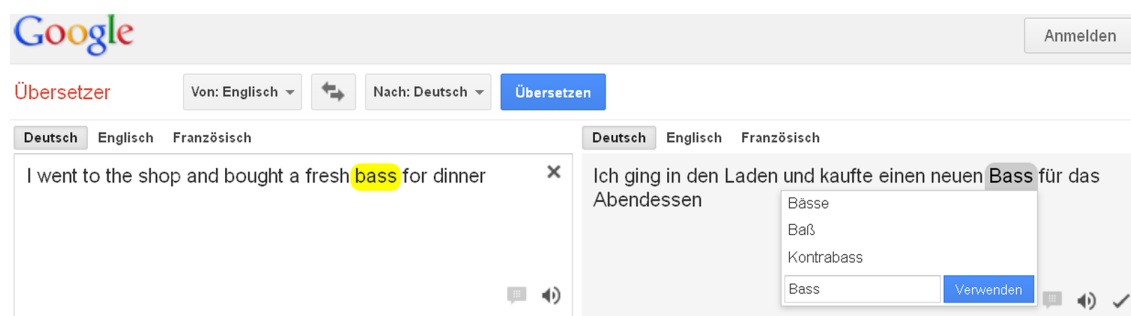 Google
Anmelden
Übersetzer
Von: Englisch
Nach: Deutsch
Übersetzen
Deutsch Englisch Französisch
I went to the shop and bought a fresh bass for dinner
Deutsch Englisch Französisch
Ich ging in den Laden und kaufte einen neuen Bass für das
Abendessen
Bässe
Baß
Kontrabass
Bass
Verwenden